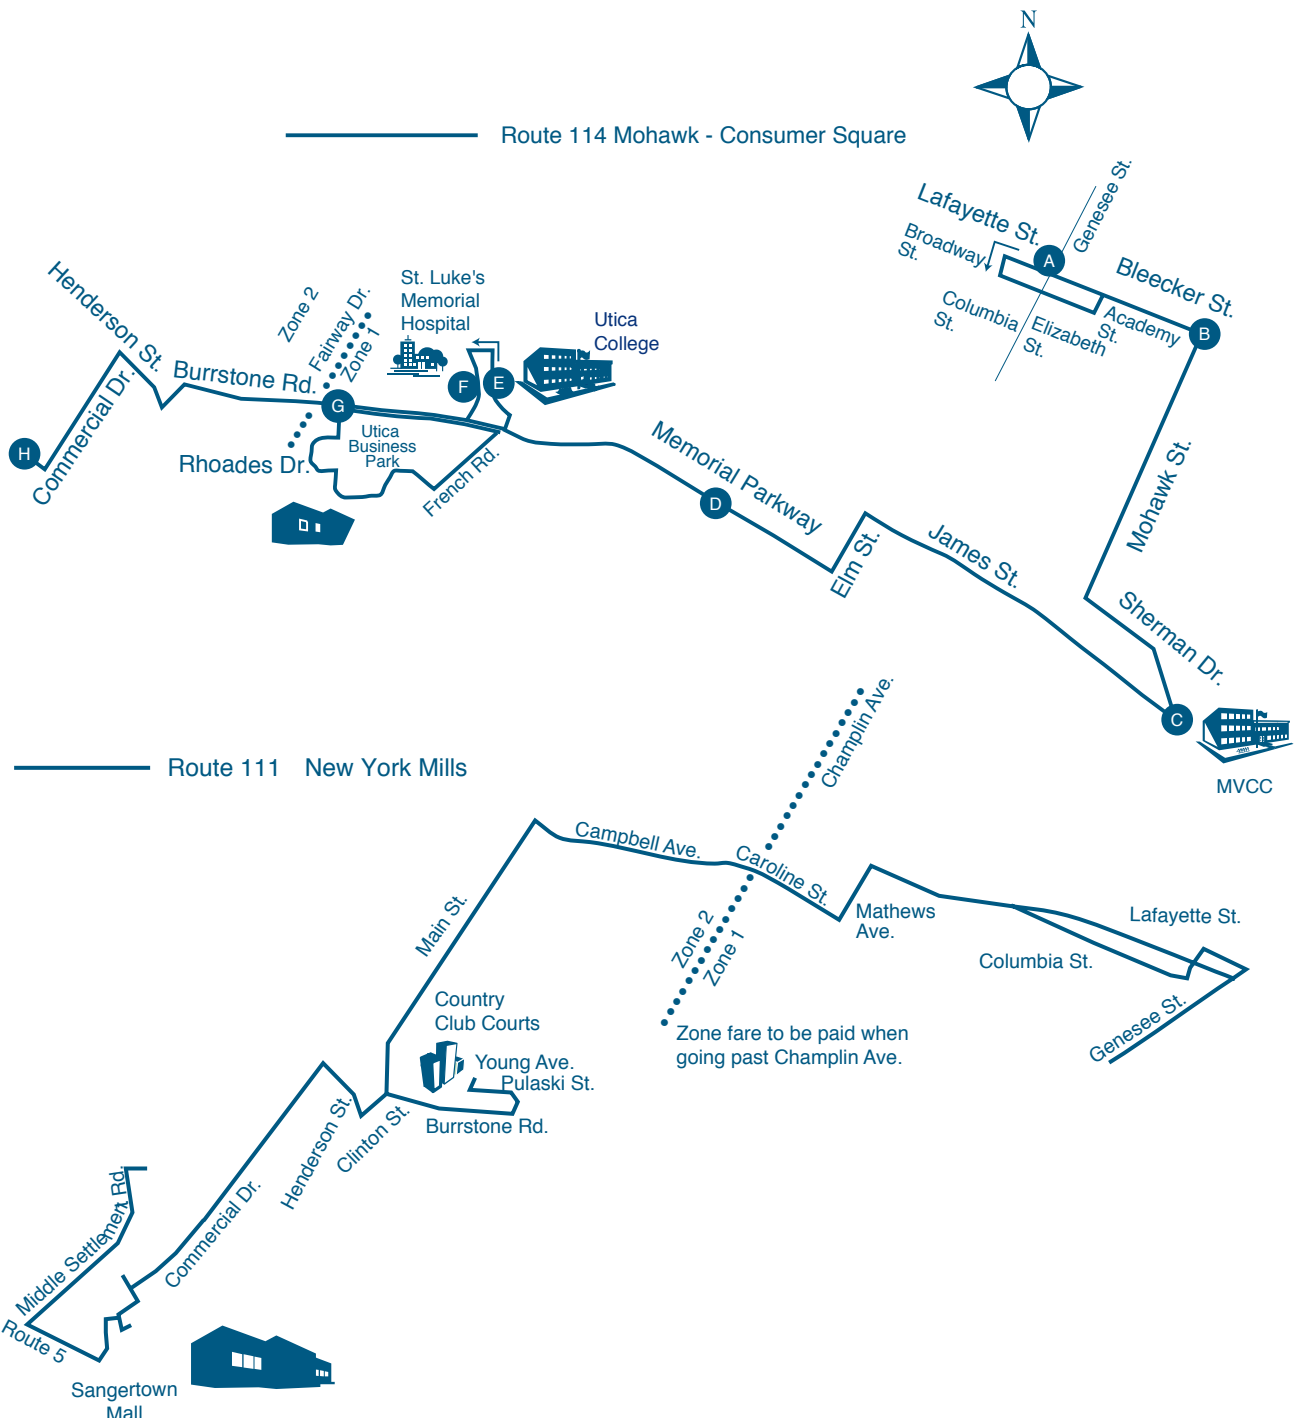 N
Route 114 Mohawk - Consumer Square
Genesee St.
Lafayette St.
Broadway
St.
A
Bleecker St.
B
Columbia
St.
Elizabeth
St.
Academy
St.
Henderson St.
Zone 2
Fairway Dr.
Zone 1
St. Luke's
Memorial
Hospital
Utica
College
Burrstone Rd.
F
E
G
H
Commercial Dr.
Utica
Business
Park
Rhoades Dr.
French Rd.
Memorial Parkway
D
Elm St.
James St.
Mohawk St.
Sherman Dr.
C
MVCC
Route 111 New York Mills
Champlin Ave.
Campbell Ave.
Caroline St.
Mathews
Ave.
Lafayette St.
Columbia St.
Genesee St.
Zone 2
Zone 1
Zone fare to be paid when
going past Champlin Ave.
Main St.
Country
Club Courts
Young Ave.
Pulaski St.
Burrstone Rd.
Clinton St.
Henderson St.
Commercial Dr.
Middle Settlement Rd.
Route 5
Sangertown
Mall